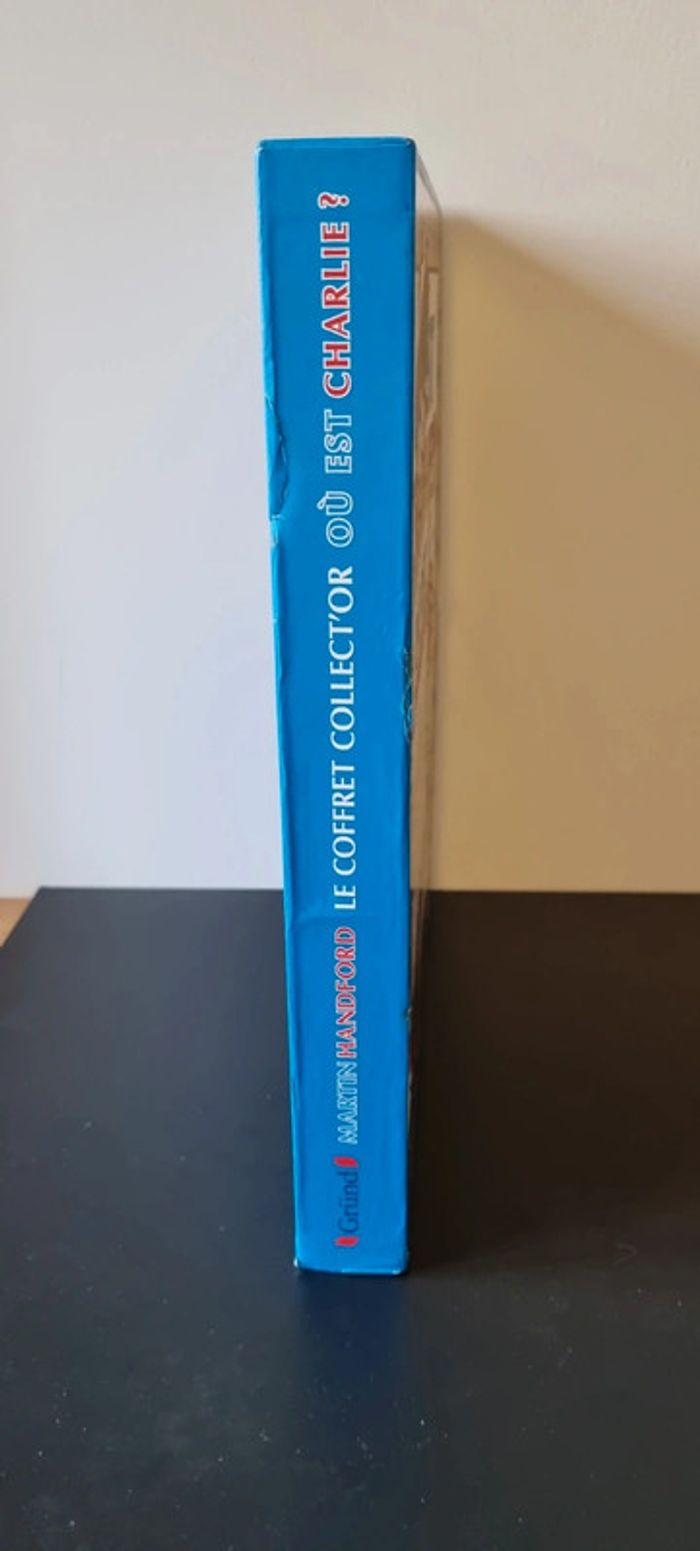 Gründ MARTIN HANDFORD LE COFFRET COLLECT'OR OÙ EST CHARLIE ?